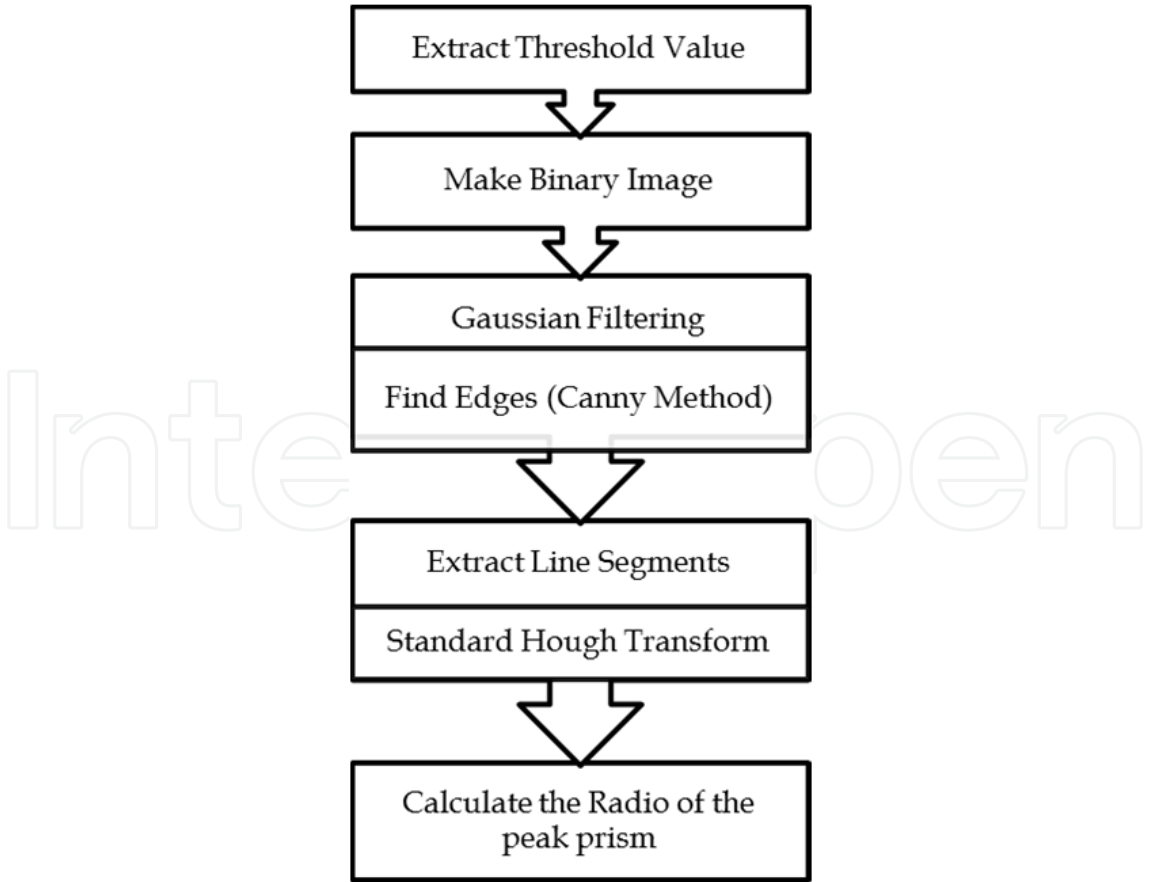 Extract Threshold Value
Make Binary Image
Gaussian Filtering
Find Edges (Canny Method)
Extract Line Segments
Standard Hough Transform
Calculate the Radio of the
peak prism